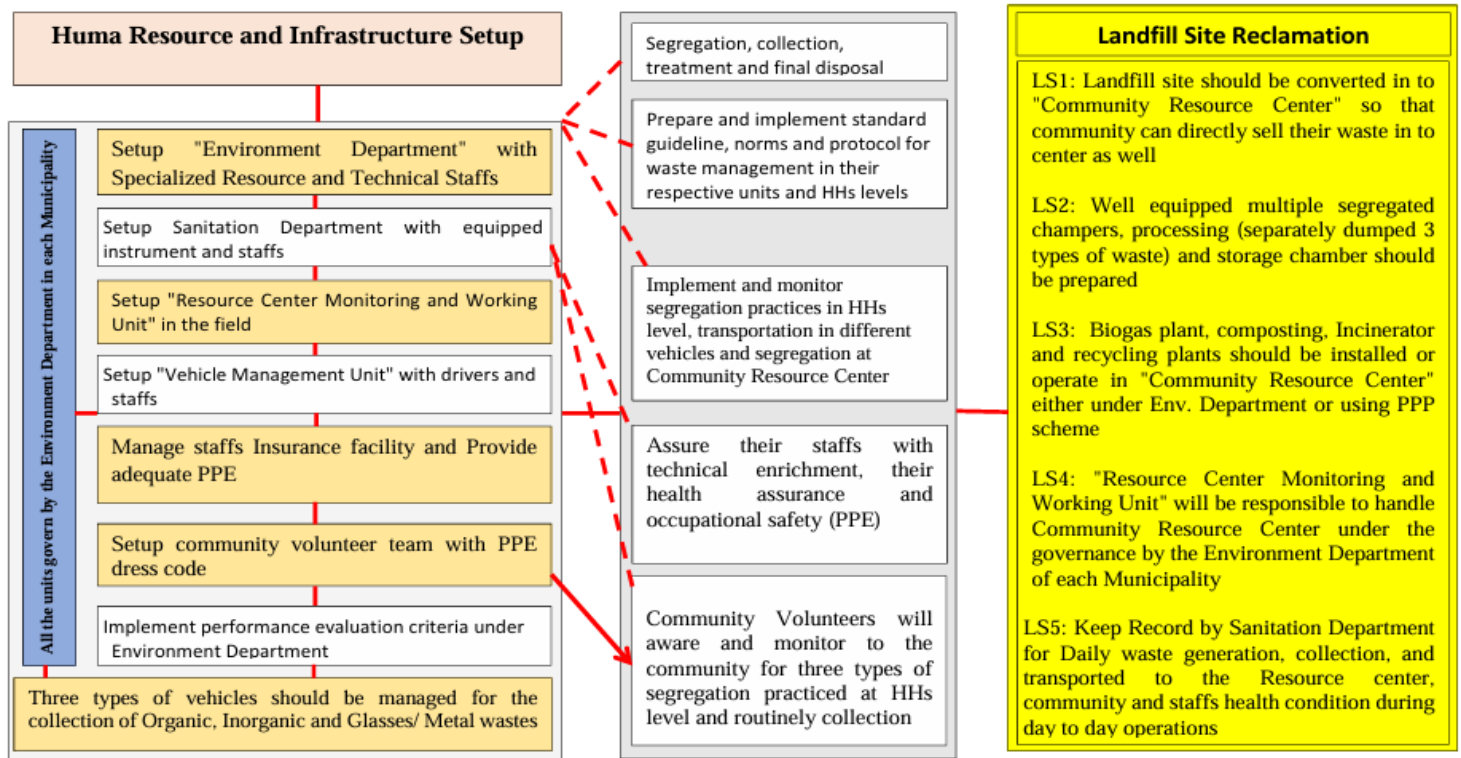 Huma Resource and Infrastructure Setup
All the units govern by the Environment Department in each Municipality
Setup "Environment Department" with
Specialized Resource and Technical Staffs
Setup Sanitation Department with equipped
instrument and staffs
Setup "Resource Center Monitoring and Working
Unit" in the field
Setup "Vehicle Management Unit" with drivers and
staffs
Manage staffs Insurance facility and Provide
adequate PPE
Setup community volunteer team with PPE
dress code
Implement performance evaluation criteria under
Environment Department
Three types of vehicles should be managed for the
collection of Organic, Inorganic and Glasses/ Metal wastes
Segregation, collection,
treatment and final disposal
Prepare and implement standard
guideline, norms and protocol for
waste management in their
respective units and HHs levels
Implement and monitor
segregation practices in HHs
level, transportation in different
vehicles and segregation at
Community Resource Center
Assure their staffs with
technical enrichment, their
health assurance and
occupational safety (PPE)
Community Volunteers will
aware and monitor to the
community for three types of
segregation practiced at HHs
level and routinely collection
Landfill Site Reclamation
LS1: Landfill site should be converted in to
"Community Resource Center" so that
community can directly sell their waste in to
center as well
LS2: Well equipped multiple segregated
champers, processing (separately dumped 3
types of waste) and storage chamber should
be prepared
LS3: Biogas plant, composting, Incinerator
and recycling plants should be installed or
operate in "Community Resource Center"
either under Env. Department or using PPP
scheme
LS4: "Resource Center Monitoring and
Working Unit" will be responsible to handle
Community Resource Center under the
governance by the Environment Department
of each Municipality
LS5: Keep Record by Sanitation Department
for Daily waste generation, collection, and
transported to the Resource center,
community and staffs health condition during
day to day operations